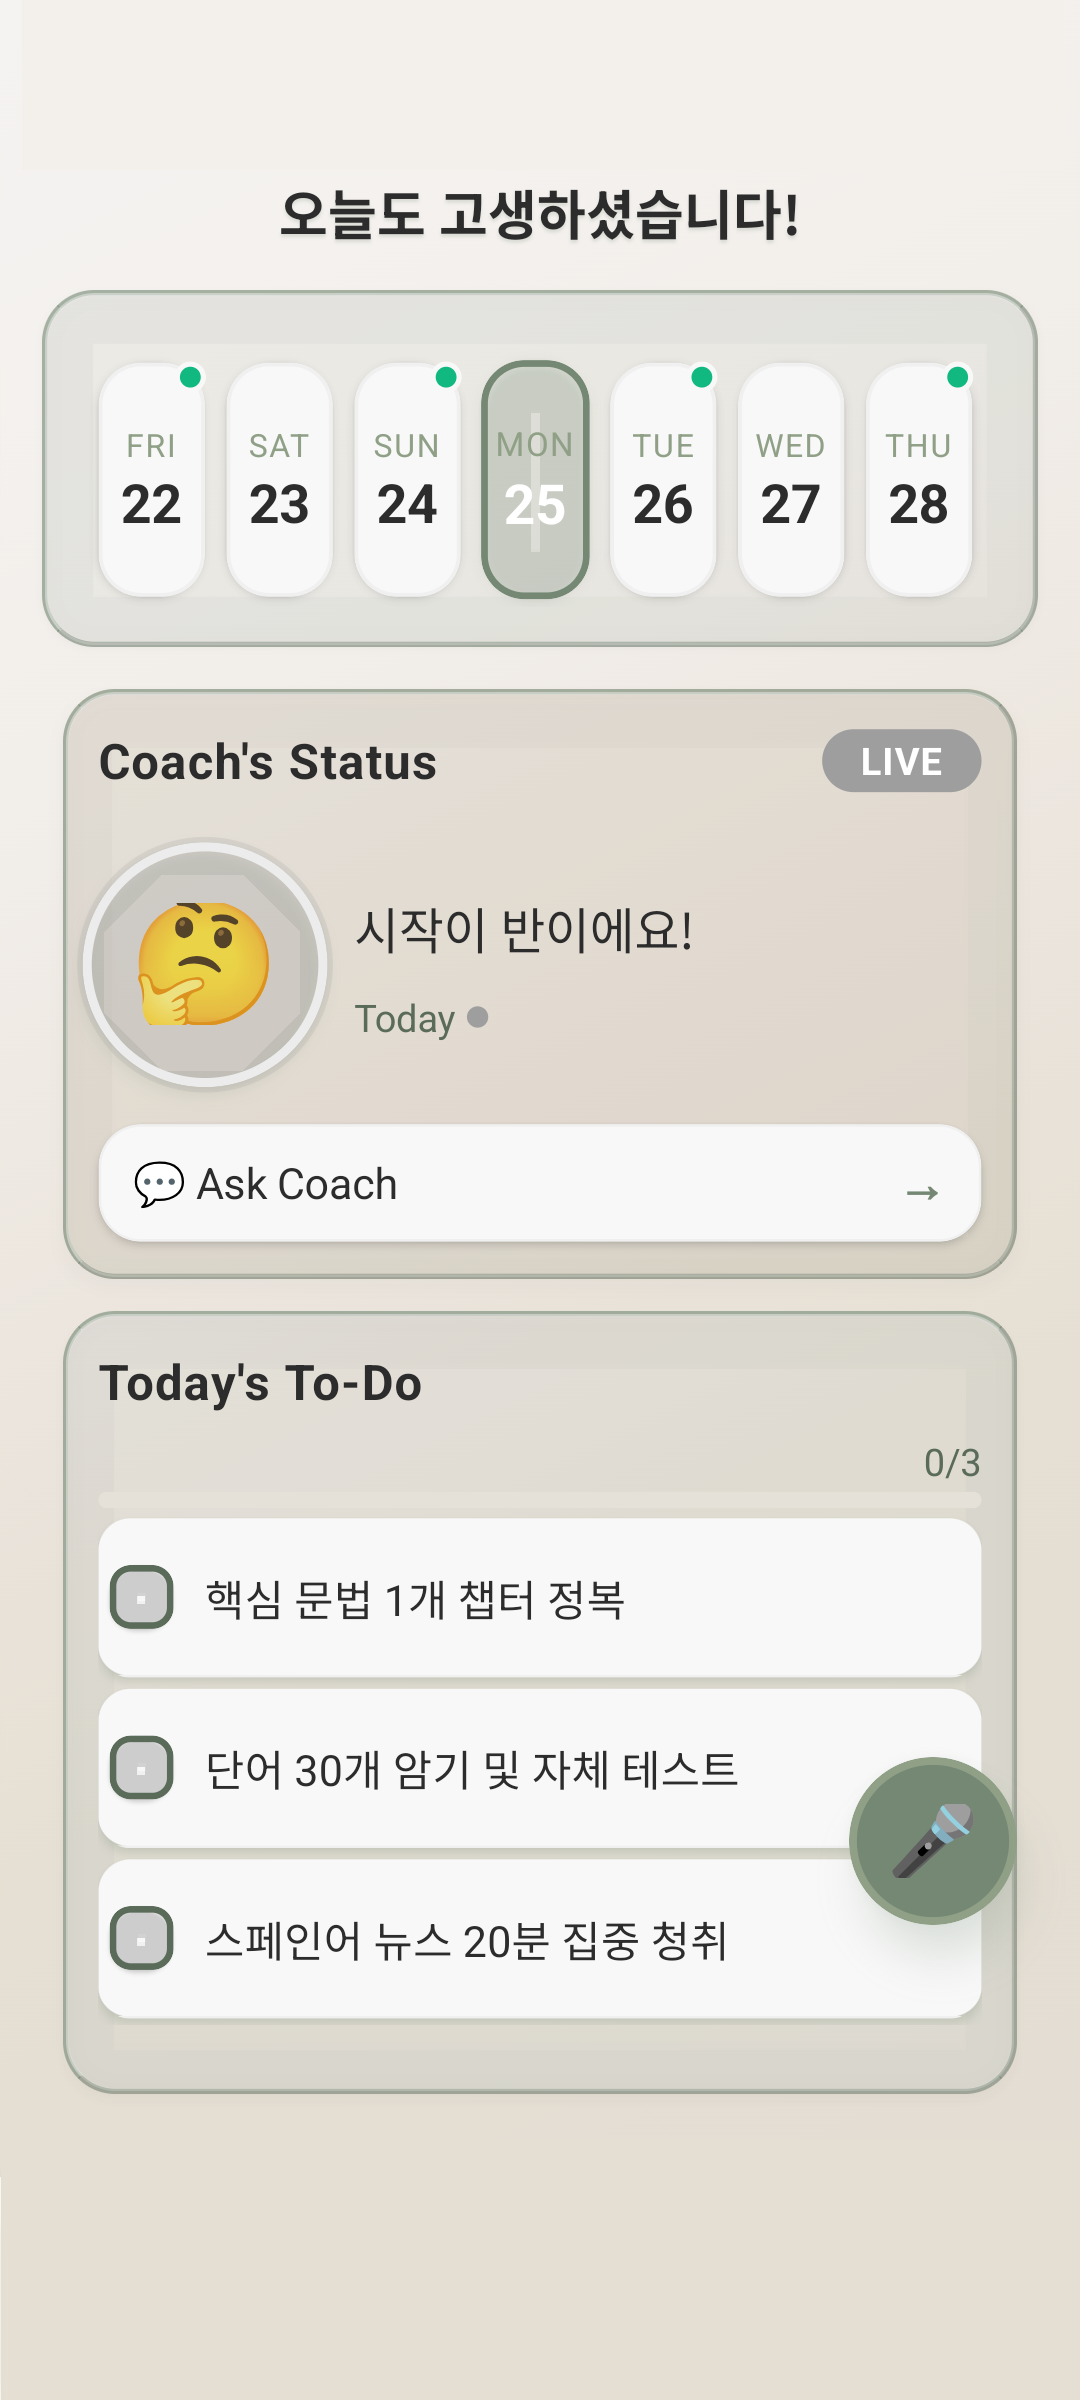 오늘도 고생하셨습니다!
FRI SAT SUN MON TUE WED THU
22 23 24 25 26 27 28
Coach's Status
LIVE
시작이 반이에요!
Today
Ask Coach →
Today's To-Do
0/3
핵심 문법 1개 챕터 정복
단어 30개 암기 및 자체 테스트
스페인어 뉴스 20분 집중 청취